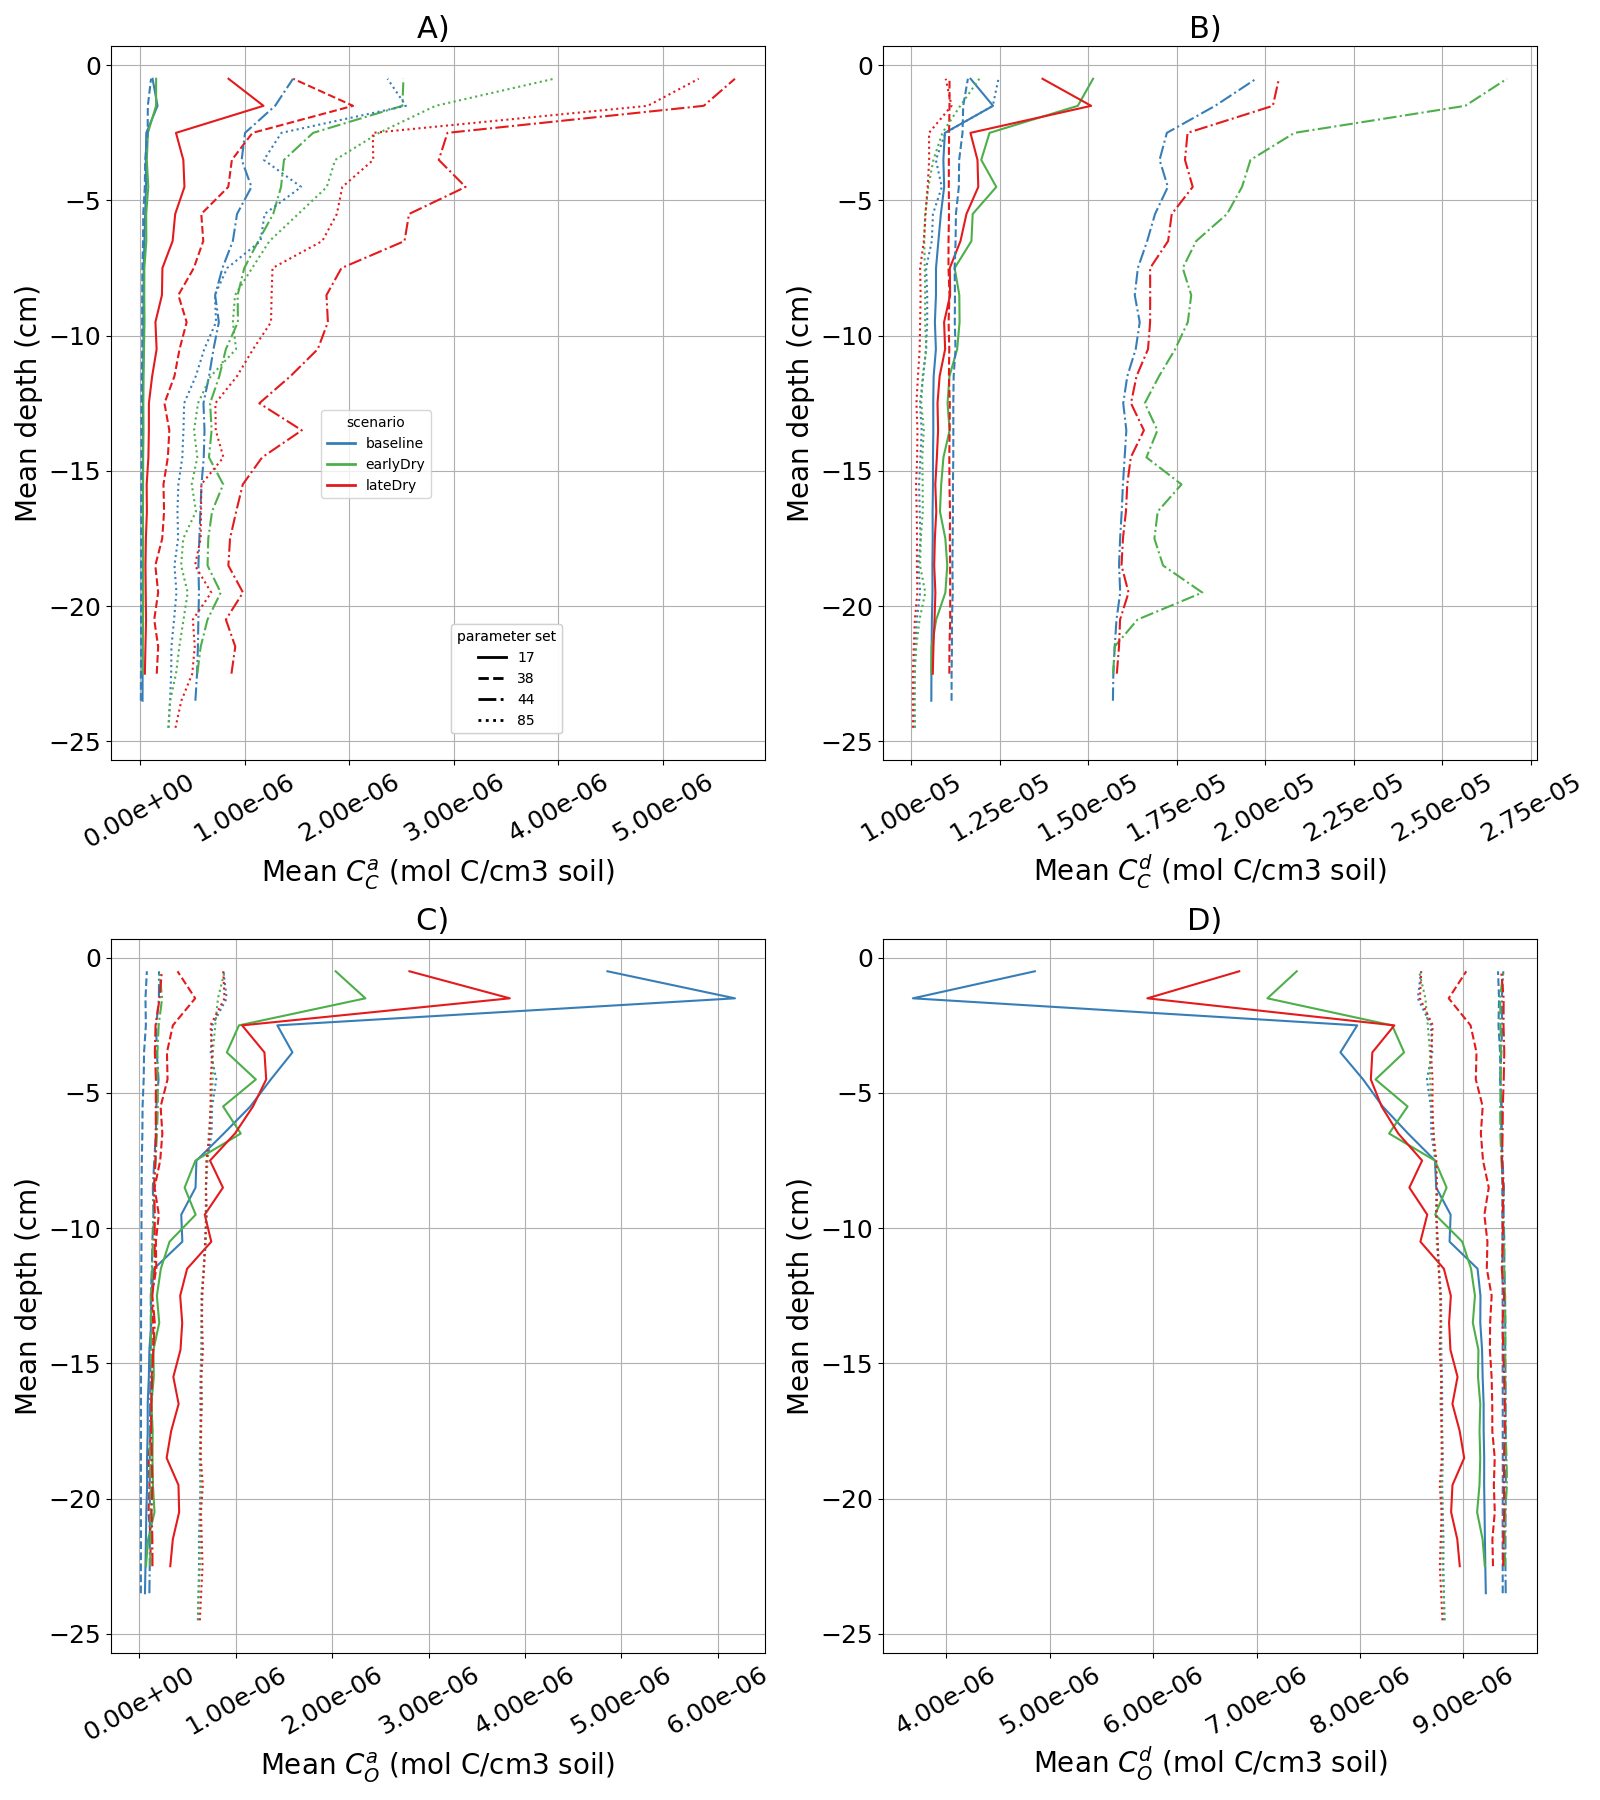 A)
0
−5
−10
−15
−20
−25
Mean depth (cm)
scenario
baseline
earlyDry
lateDry
parameter set
17
38
44
85
0.00e+00
1.00e-06
2.00e-06
3.00e-06
4.00e-06
5.00e-06
Mean $C_C^a$ (mol C/cm3 soil)
B)
0
−5
−10
−15
−20
−25
Mean depth (cm)
1.00e-05
1.25e-05
1.50e-05
1.75e-05
2.00e-05
2.25e-05
2.50e-05
2.75e-05
Mean $C_C^d$ (mol C/cm3 soil)
C)
0
−5
−10
−15
−20
−25
Mean depth (cm)
0.00e+00
1.00e-06
2.00e-06
3.00e-06
4.00e-06
5.00e-06
6.00e-06
Mean $C_O^a$ (mol C/cm3 soil)
D)
0
−5
−10
−15
−20
−25
Mean depth (cm)
4.00e-06
5.00e-06
6.00e-06
7.00e-06
8.00e-06
9.00e-06
Mean $C_O^d$ (mol C/cm3 soil)